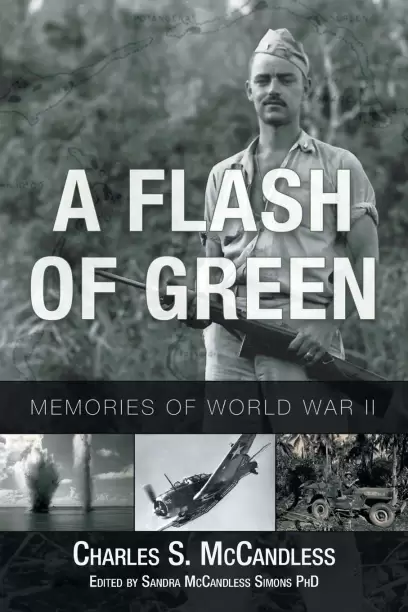 A FLASH
OF GREEN
MEMORIES OF WORLD WAR II
CHARLES S. MCCANDLESS
EDITED BY SANDRA MCCANDLESS SIMONS PHD